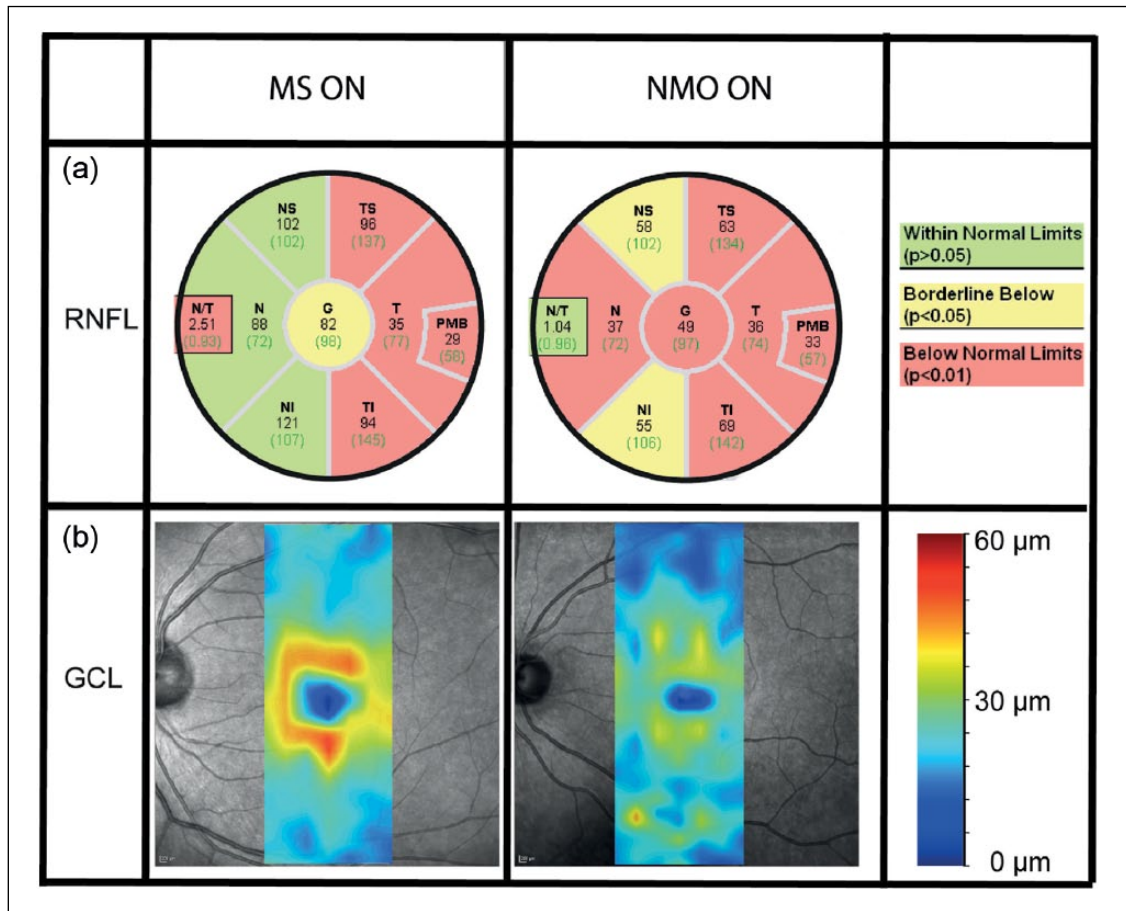 MS ON
NMO ON
(a)
RNFL
NS
102
(102)
TS
96
(137)
N/T
2.51
(0.93)
N
88
(72)
G
82
(98)
T
35
(77)
PMB
29
(58)
NI
121
(107)
TI
94
(145)
NS
58
(102)
TS
63
(134)
N/T
1.04
(0.96)
N
37
(72)
G
49
(97)
T
36
(74)
PMB
33
(57)
NI
55
(106)
TI
69
(142)
Within Normal Limits
(p>0.05)
Borderline Below
(p<0.05)
Below Normal Limits
(p<0.01)
(b)
GCL
60 µm
30 µm
0 µm